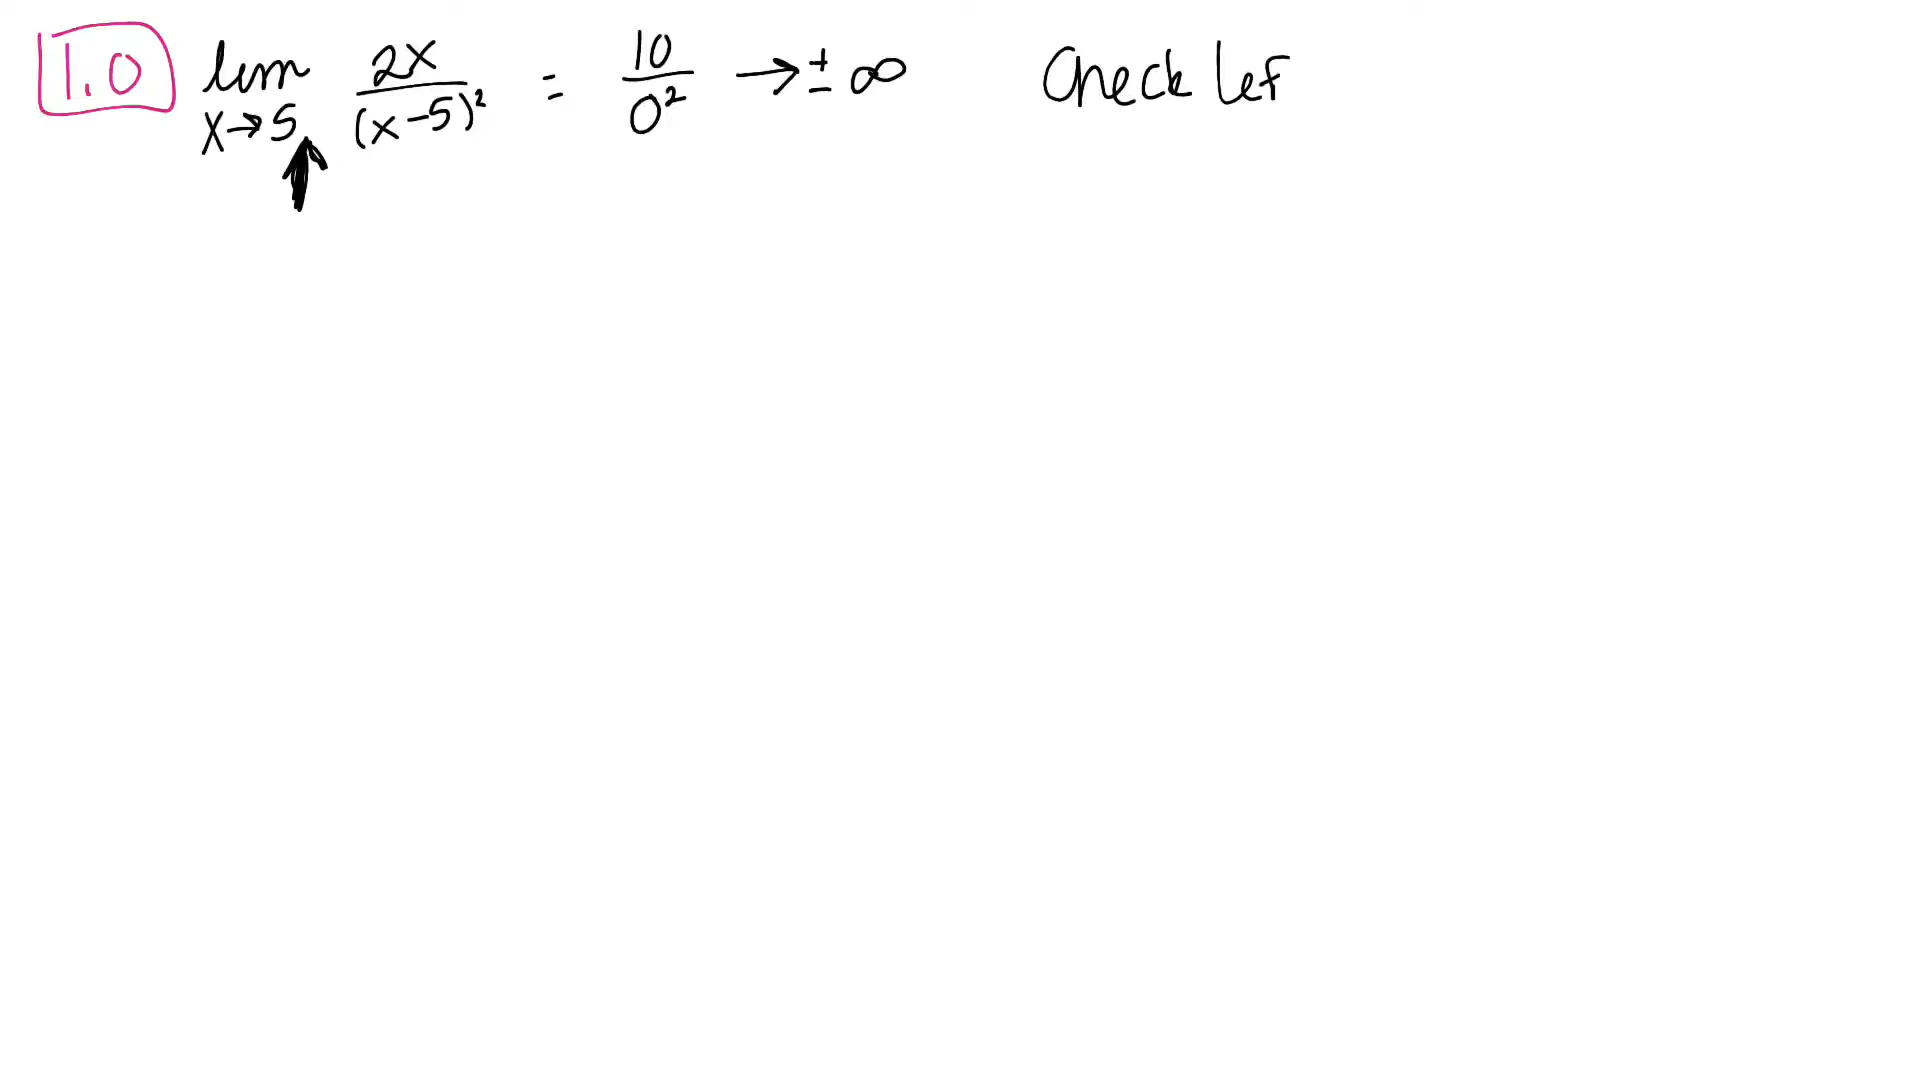 1.0 lim x→5 2x/(x-5)² = 10/0² → ± ∞ Check lef